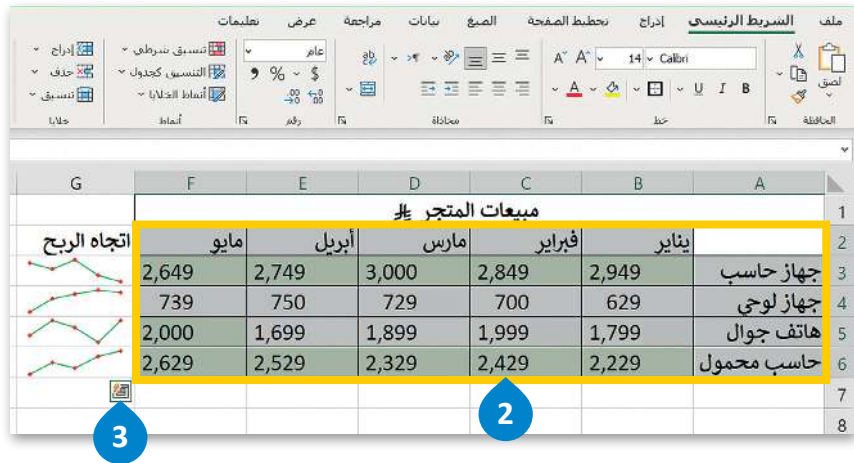 ملف الشريط الرئيسي إدراج تخطيط الصفحة الصيغ بيانات مراجعة عرض تعليمات
لصق
Calibri 14 A^ A˅
B I U A
ab
عام
$ % 9
.00 .0
تنسيق شرطي
التنسيق كجدول
أنماط الخلايا
إدراج
حذف
تنسيق
الحافظة خط محاذاة رقم أنماط خلايا
A B C D E F G
1 مبيعات المتجر
2 يناير فبراير مارس أبريل مايو اتجاه الربح
3 جهاز حاسب 2,949 2,849 3,000 2,749 2,649
4 جهاز لوحي 629 700 729 750 739
5 هاتف جوال 1,799 1,999 1,899 1,699 2,000
6 حاسب محمول 2,229 2,429 2,329 2,529 2,629
7
8
2
3